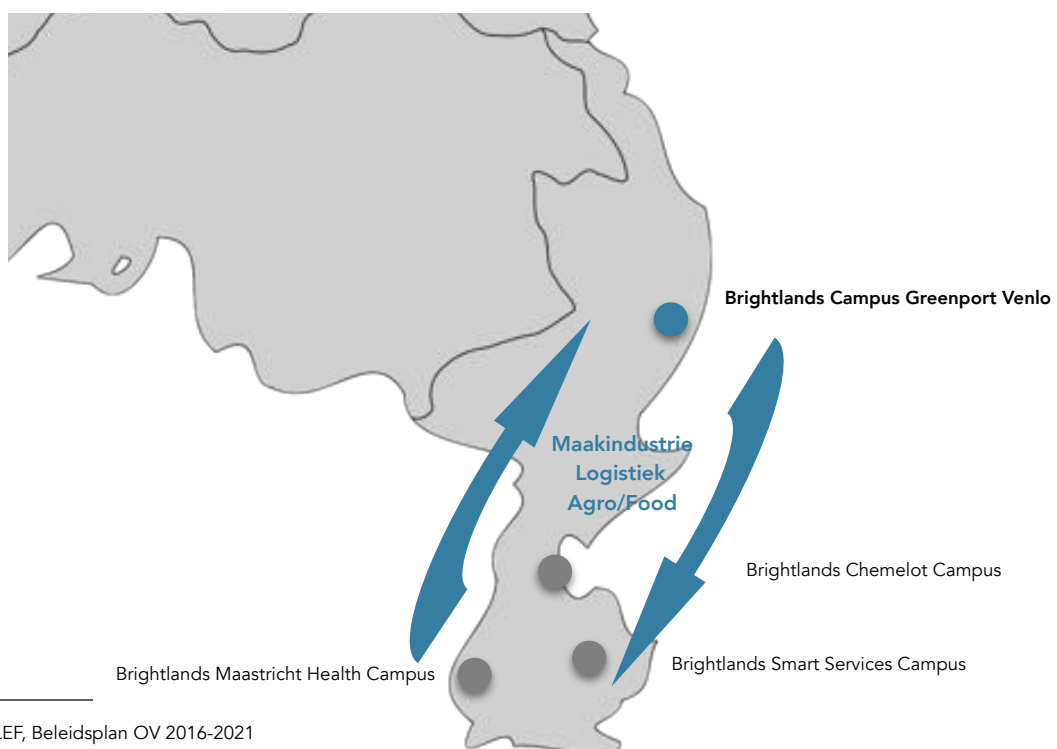 Brightlands Campus Greenport Venlo
Maakindustrie
Logistiek
Agro/Food
Brightlands Chemelot Campus
Brightlands Smart Services Campus
Brightlands Maastricht Health Campus
LEF, Beleidsplan OV 2016-2021